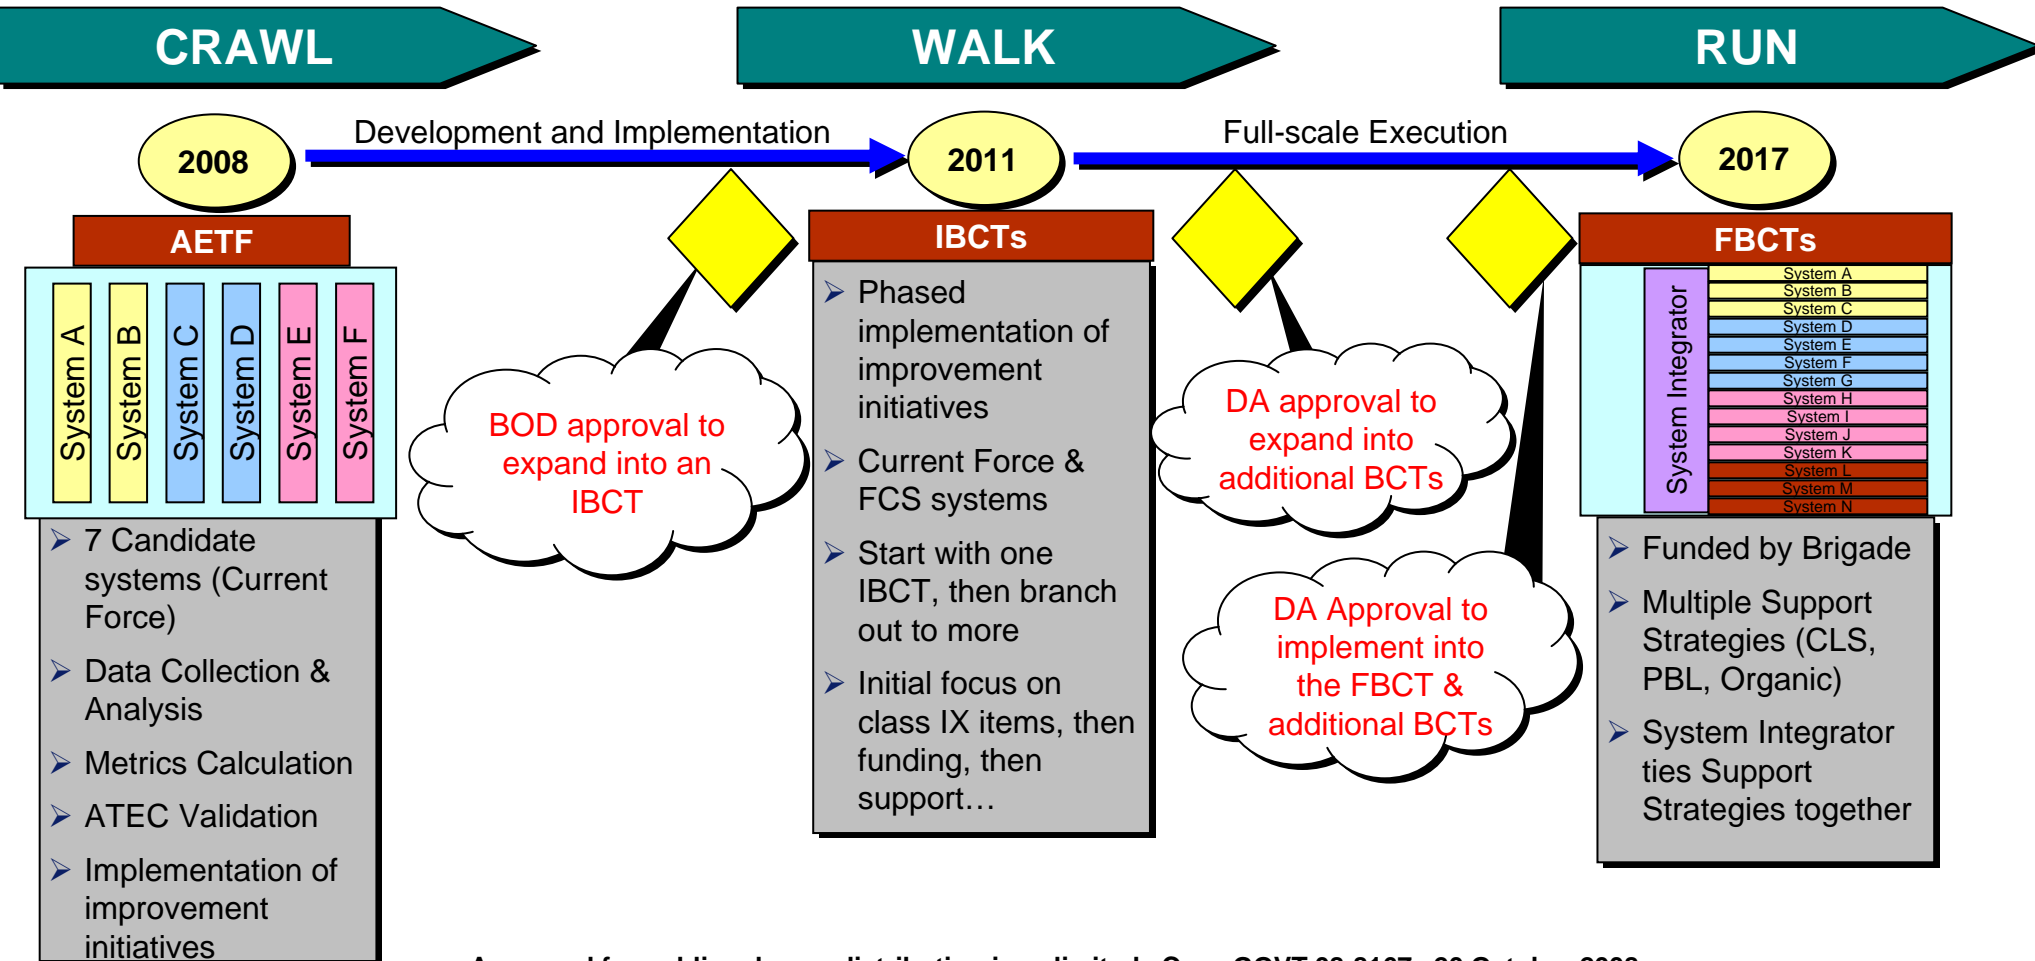 CRAWL
WALK
RUN
Development and Implementation
Full-scale Execution
2008
2011
2017
AETF
System A
System B
System C
System D
System E
System F
7 Candidate
systems (Current
Force)
Data Collection &
Analysis
Metrics Calculation
ATEC Validation
Implementation of
improvement
initiatives
BOD approval to
expand into an
IBCT
IBCTs
Phased
implementation of
improvement
initiatives
Current Force &
FCS systems
Start with one
IBCT, then branch
out to more
Initial focus on
class IX items, then
funding, then
support…
DA approval to
expand into
additional BCTs
DA Approval to
implement into
the FBCT &
additional BCTs
FBCTs
System Integrator
System A
System B
System C
System D
System E
System F
System G
System H
System I
System J
System K
System L
System M
System N
Funded by Brigade
Multiple Support
Strategies (CLS,
PBL, Organic)
System Integrator
ties Support
Strategies together